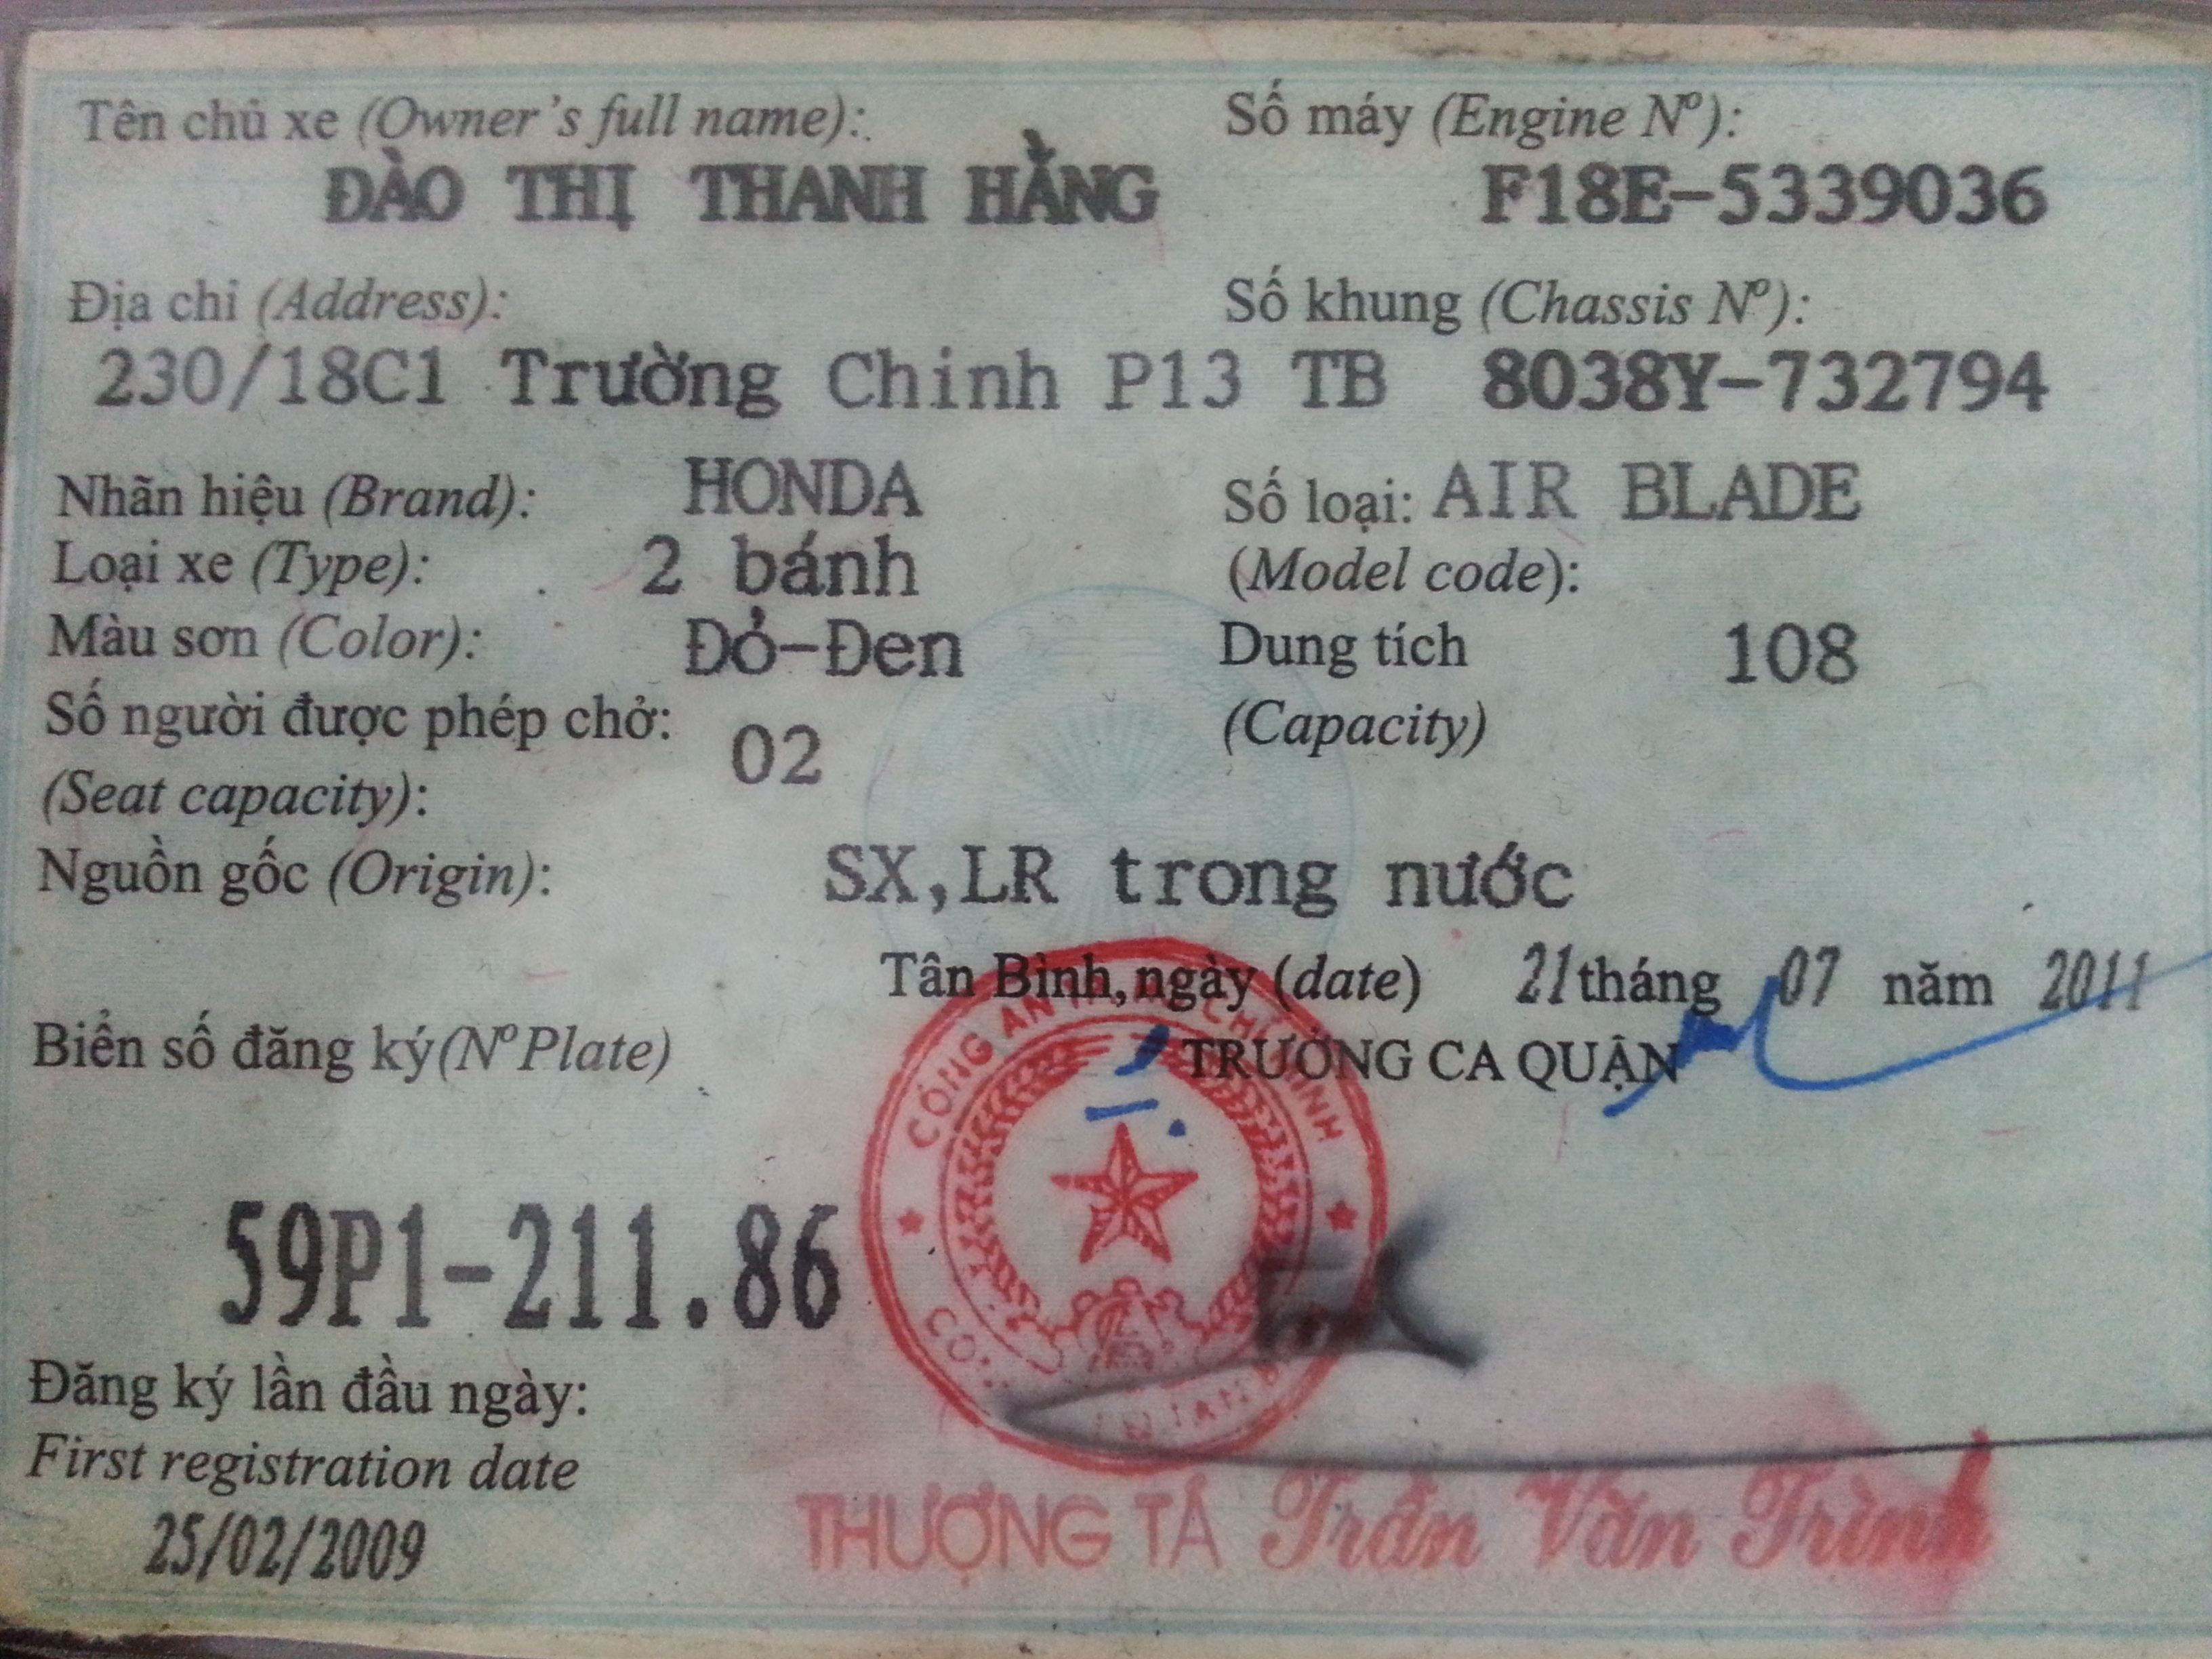 Tên chủ xe (Owner's full name): Số máy (Engine Nº):
ĐÀO THỊ THANH HẰNG F18E-5339036
Địa chỉ (Address): Số khung (Chassis Nº):
230/18C1 Trường Chinh P13 TB 8038Y-732794
Nhãn hiệu (Brand): HONDA Số loại: AIR BLADE
Loại xe (Type): 2 bánh (Model code):
Màu sơn (Color): Đỏ-Đen Dung tích 108
Số người được phép chở: 02 (Capacity)
(Seat capacity):
Nguồn gốc (Origin): SX,LR trong nước
Tân Bình, ngày (date) 21 tháng 07 năm 2011
Biển số đăng ký (Nº Plate) TRƯỞNG CA QUẬN
CÔNG AN
59P1-211.86
Đăng ký lần đầu ngày:
First registration date
25/02/2009
THƯỢNG TÁ Trần Văn Trình